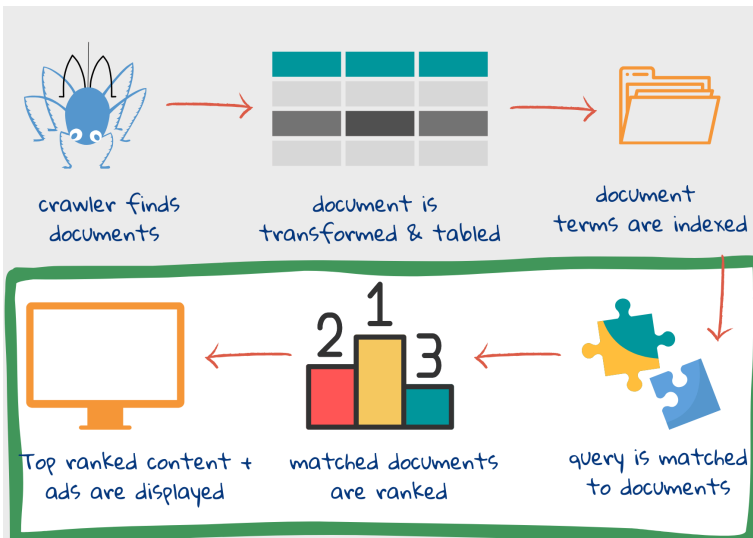 crawler finds
documents
document is
transformed & tabled
document
terms are indexed
Top ranked content +
ads are displayed
2
1
3
matched documents
are ranked
query is matched
to documents